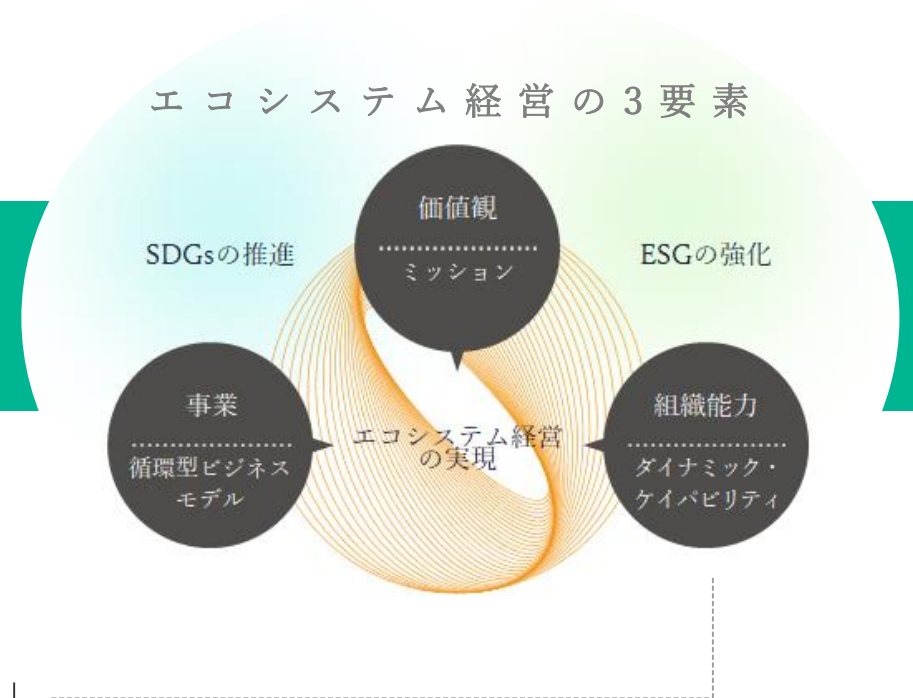 エコシステム経営の3要素
価値観
ミッション
SDGsの推進
ESGの強化
事業
循環型ビジネス
モデル
エコシステム経営
の実現
組織能力
ダイナミック・
ケイパビリティ